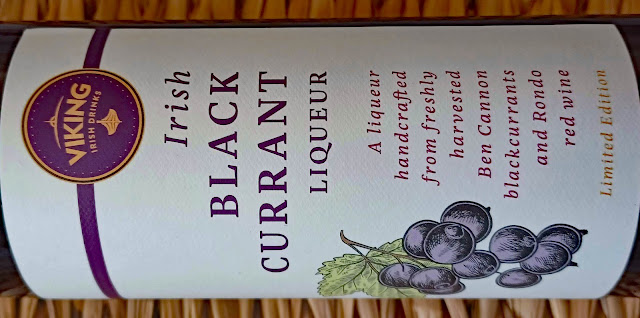 VIKING
IRISH DRINKS
Irish
BLACK
CURRANT
LIQUEUR
A liqueur
handcrafted
from freshly
harvested
Ben Cannon
blackcurrants
and Rondo
red wine
Limited Edition